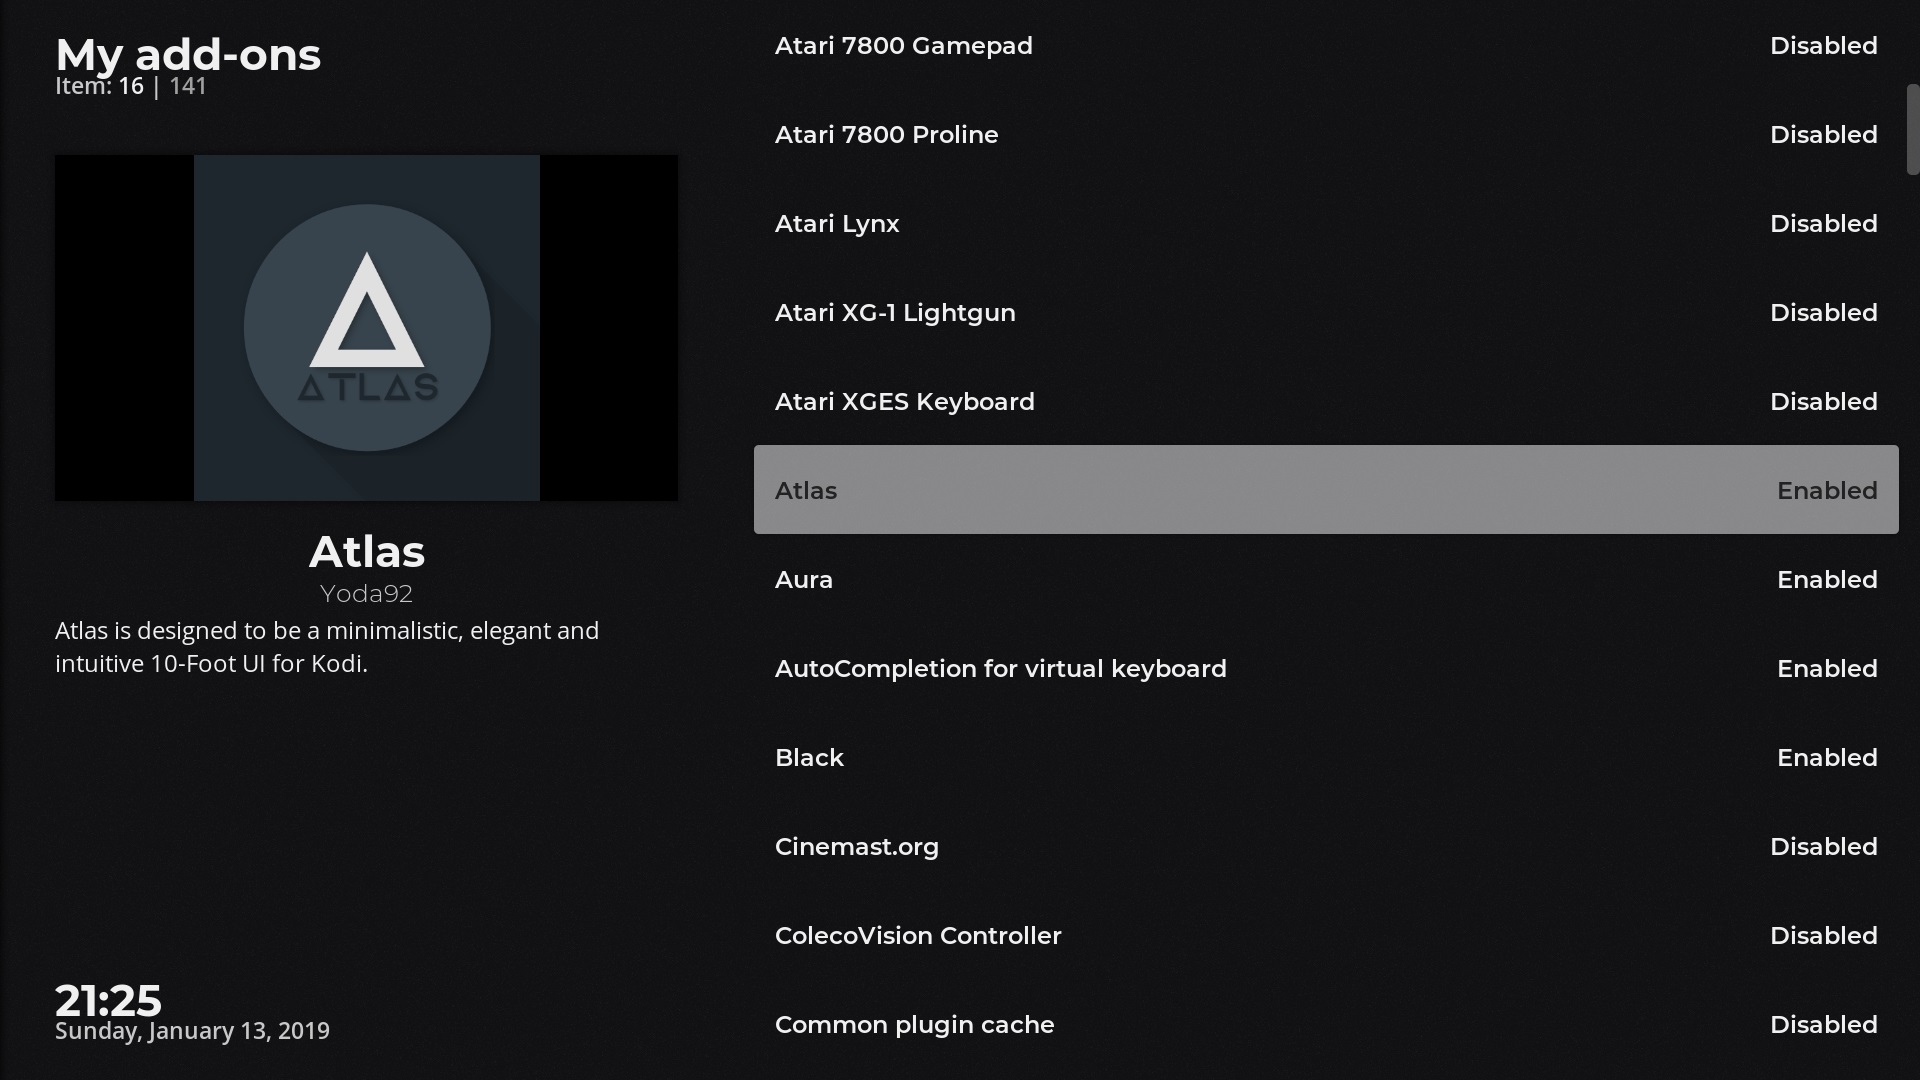 My add-ons
Item: 16 | 141
ATLAS
Atlas
Yoda92
Atlas is designed to be a minimalistic, elegant and
intuitive 10-Foot UI for Kodi.
21:25
Sunday, January 13, 2019
Atari 7800 Gamepad Disabled
Atari 7800 Proline Disabled
Atari Lynx Disabled
Atari XG-1 Lightgun Disabled
Atari XGES Keyboard Disabled
Atlas Enabled
Aura Enabled
AutoCompletion for virtual keyboard Enabled
Black Enabled
Cinemast.org Disabled
ColecoVision Controller Disabled
Common plugin cache Disabled